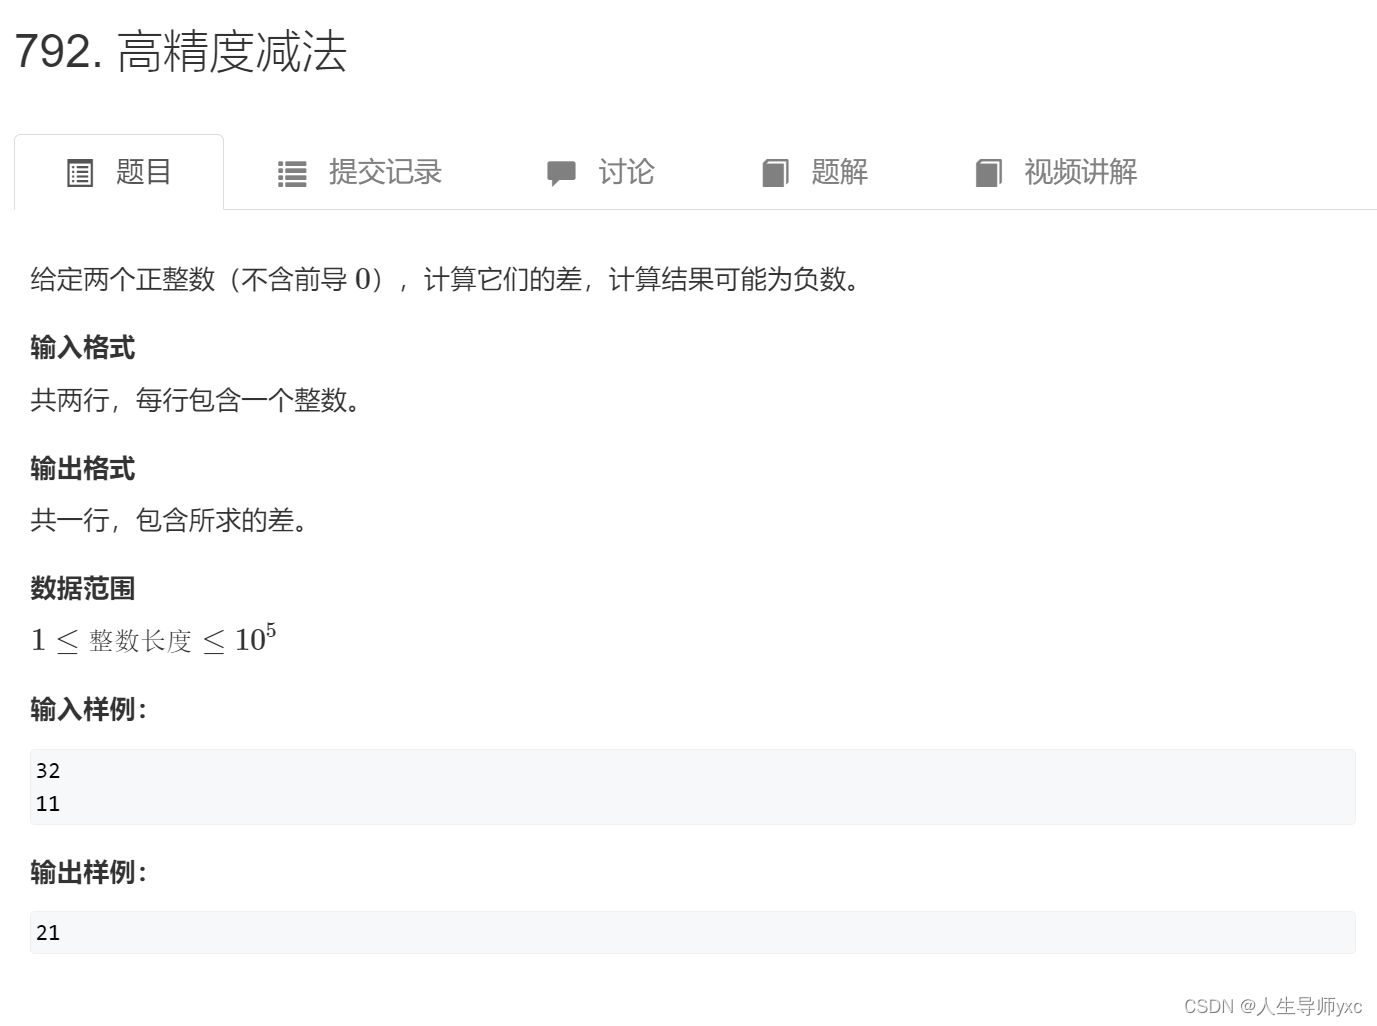 792. 高精度减法
题目 提交记录 讨论 题解 视频讲解
给定两个正整数（不含前导 0），计算它们的差，计算结果可能为负数。
输入格式
共两行，每行包含一个整数。
输出格式
共一行，包含所求的差。
数据范围
1 ≤ 整数长度 ≤ 10⁵
输入样例：
32
11
输出样例：
21
CSDN @人生导师yxc